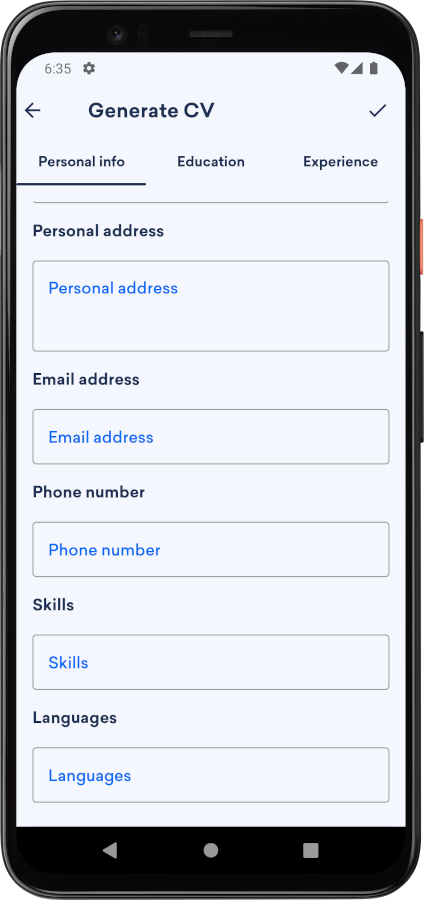 6:35
Generate CV
Personal info Education Experience
Personal address
Personal address
Email address
Email address
Phone number
Phone number
Skills
Skills
Languages
Languages